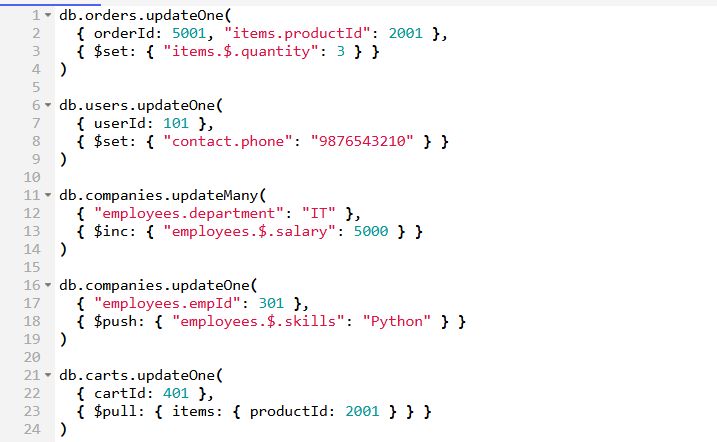 1 db.orders.updateOne(
2   { orderId: 5001, "items.productId": 2001 },
3   { $set: { "items.$.quantity": 3 } }
4 )
5
6 db.users.updateOne(
7   { userId: 101 },
8   { $set: { "contact.phone": "9876543210" } }
9 )
10
11 db.companies.updateMany(
12   { "employees.department": "IT" },
13   { $inc: { "employees.$.salary": 5000 } }
14 )
15
16 db.companies.updateOne(
17   { "employees.empId": 301 },
18   { $push: { "employees.$.skills": "Python" } }
19 )
20
21 db.carts.updateOne(
22   { cartId: 401 },
23   { $pull: { items: { productId: 2001 } } }
24 )